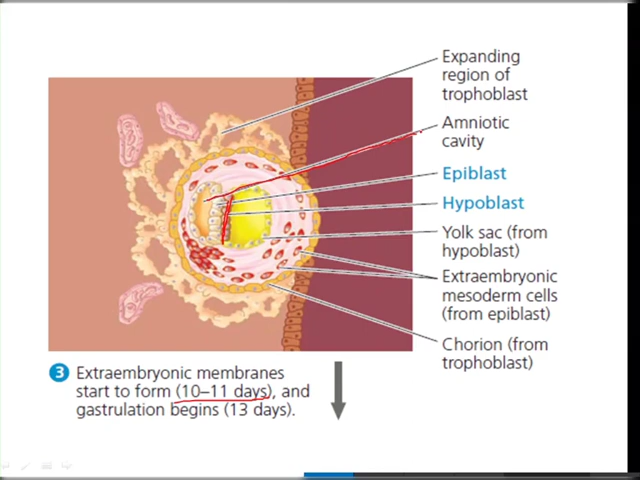 Expanding
region of
trophoblast
Amniotic
cavity
Epiblast
Hypoblast
Yolk sac (from
hypoblast)
Extraembryonic
mesoderm cells
(from epiblast)
Chorion (from
trophoblast)
3 Extraembryonic membranes
start to form (10–11 days), and
gastrulation begins (13 days).